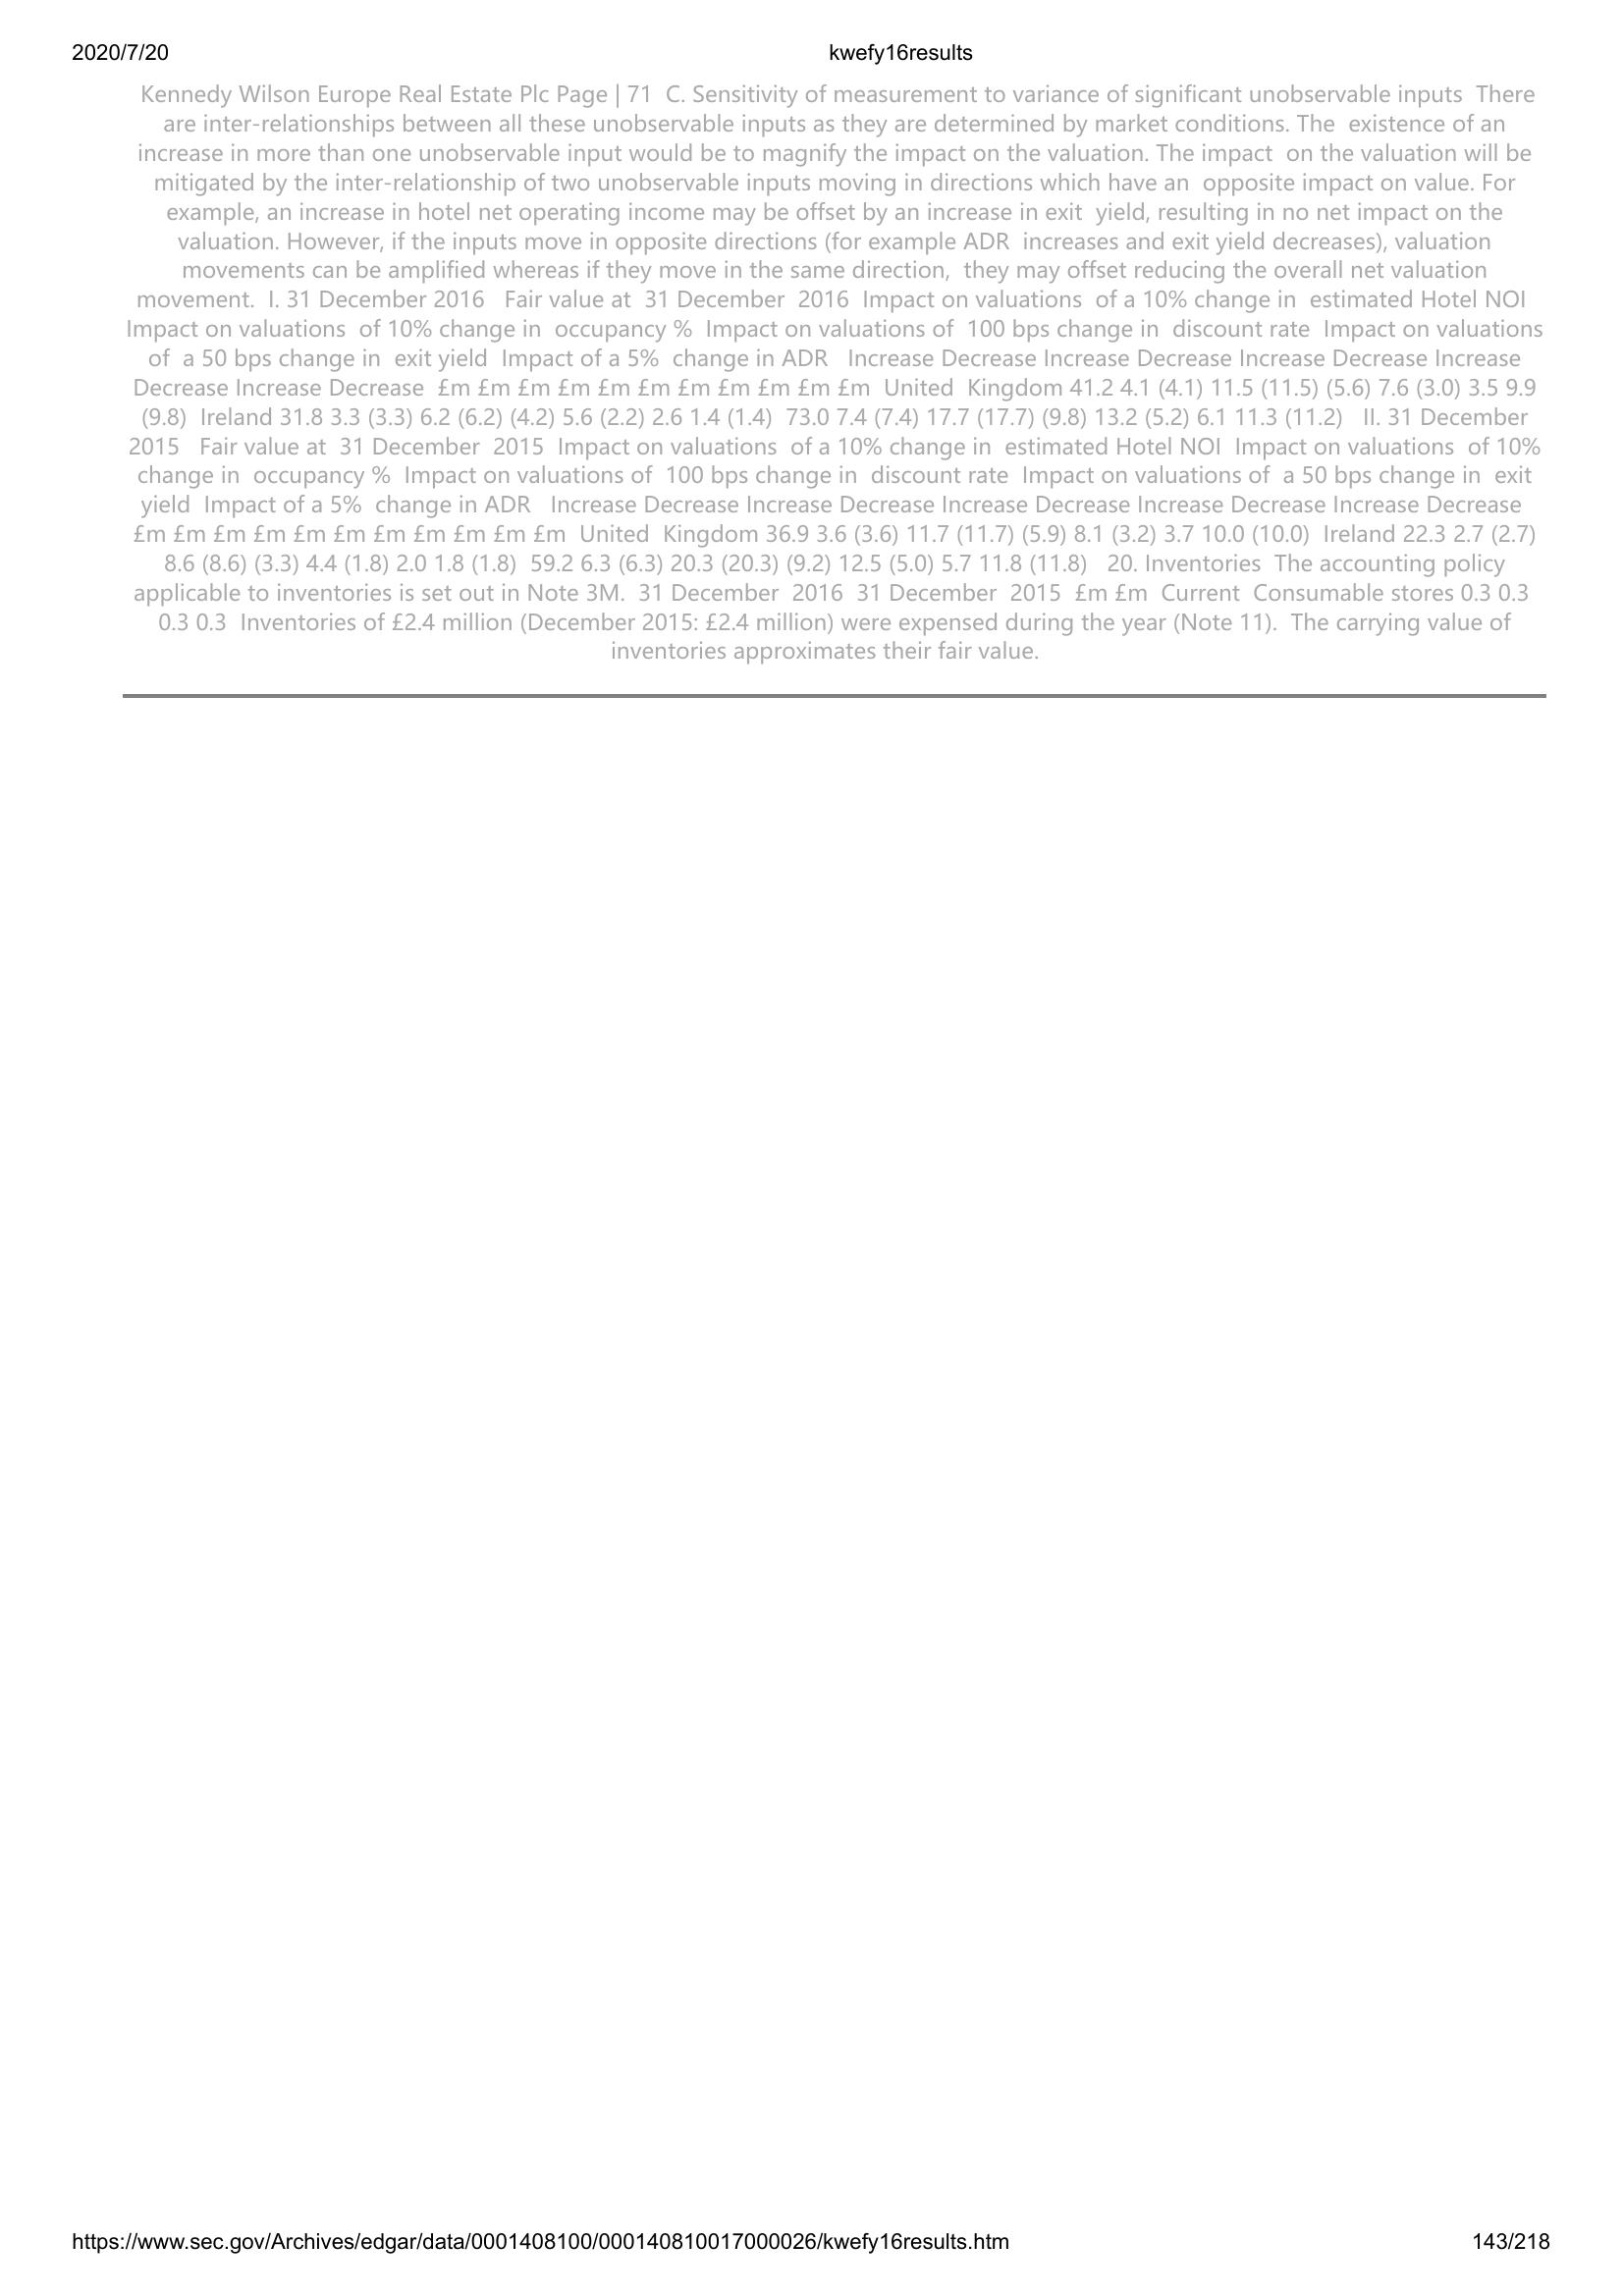 2020/7/20 kwefy16results
Kennedy Wilson Europe Real Estate Plc Page | 71 C. Sensitivity of measurement to variance of significant unobservable inputs There
are inter-relationships between all these unobservable inputs as they are determined by market conditions. The existence of an
increase in more than one unobservable input would be to magnify the impact on the valuation. The impact on the valuation will be
mitigated by the inter-relationship of two unobservable inputs moving in directions which have an opposite impact on value. For
example, an increase in hotel net operating income may be offset by an increase in exit yield, resulting in no net impact on the
valuation. However, if the inputs move in opposite directions (for example ADR increases and exit yield decreases), valuation
movements can be amplified whereas if they move in the same direction, they may offset reducing the overall net valuation
movement. I. 31 December 2016 Fair value at 31 December 2016 Impact on valuations of a 10% change in estimated Hotel NOI
Impact on valuations of 10% change in occupancy % Impact on valuations of 100 bps change in discount rate Impact on valuations
of a 50 bps change in exit yield Impact of a 5% change in ADR Increase Decrease Increase Decrease Increase Decrease Increase
Decrease Increase Decrease £m £m £m £m £m £m £m £m £m £m £m United Kingdom 41.2 4.1 (4.1) 11.5 (11.5) (5.6) 7.6 (3.0) 3.5 9.9
(9.8) Ireland 31.8 3.3 (3.3) 6.2 (6.2) (4.2) 5.6 (2.2) 2.6 1.4 (1.4) 73.0 7.4 (7.4) 17.7 (17.7) (9.8) 13.2 (5.2) 6.1 11.3 (11.2) II. 31 December
2015 Fair value at 31 December 2015 Impact on valuations of a 10% change in estimated Hotel NOI Impact on valuations of 10%
change in occupancy % Impact on valuations of 100 bps change in discount rate Impact on valuations of a 50 bps change in exit
yield Impact of a 5% change in ADR Increase Decrease Increase Decrease Increase Decrease Increase Decrease Increase Decrease
£m £m £m £m £m £m £m £m £m £m £m United Kingdom 36.9 3.6 (3.6) 11.7 (11.7) (5.9) 8.1 (3.2) 3.7 10.0 (10.0) Ireland 22.3 2.7 (2.7)
8.6 (8.6) (3.3) 4.4 (1.8) 2.0 1.8 (1.8) 59.2 6.3 (6.3) 20.3 (20.3) (9.2) 12.5 (5.0) 5.7 11.8 (11.8) 20. Inventories The accounting policy
applicable to inventories is set out in Note 3M. 31 December 2016 31 December 2015 £m £m Current Consumable stores 0.3 0.3
0.3 0.3 Inventories of £2.4 million (December 2015: £2.4 million) were expensed during the year (Note 11). The carrying value of
inventories approximates their fair value.
https://www.sec.gov/Archives/edgar/data/0001408100/000140810017000026/kwefy16results.htm 143/218